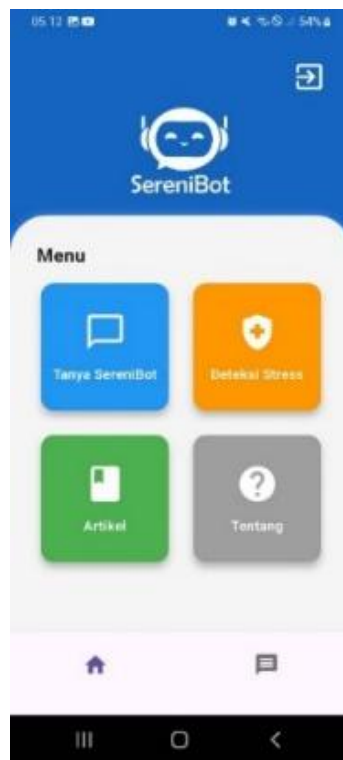 05.12
54%
SereniBot
Menu
Tanya SereniBot
Deteksi Stress
Artikel
Tentang